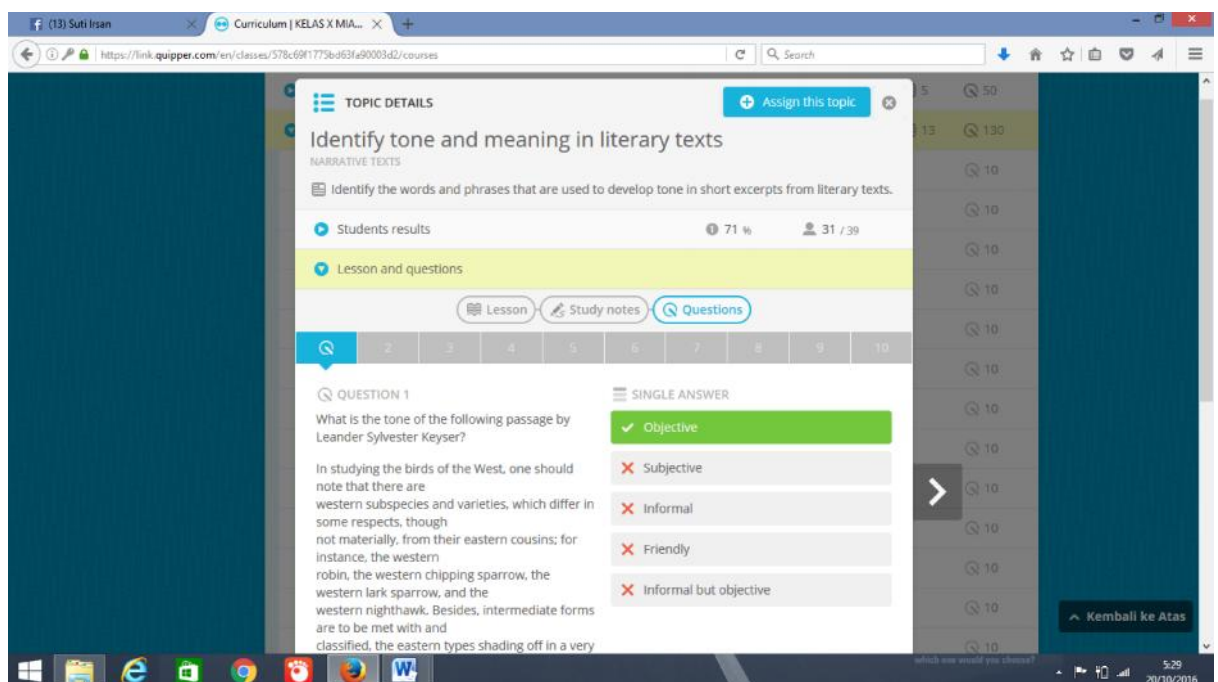 (13) Suti Irsan
Curriculum | KELAS X MIA...
https://link.quipper.com/en/classes/578c69f1775bd63fa90003d2/courses
Search
5
50
TOPIC DETAILS
Assign this topic
13
130
Identify tone and meaning in literary texts
NARRATIVE TEXTS
10
Identify the words and phrases that are used to develop tone in short excerpts from literary texts.
10
Students results
71 %
31 / 39
10
Lesson and questions
10
Lesson
Study notes
Questions
10
2
3
4
5
6
7
8
9
10
10
QUESTION 1
SINGLE ANSWER
What is the tone of the following passage by
Leander Sylvester Keyser?
Objective
10
In studying the birds of the West, one should
note that there are
western subspecies and varieties, which differ in
some respects, though
not materially, from their eastern cousins; for
instance, the western
robin, the western chipping sparrow, the
western lark sparrow, and the
western nighthawk. Besides, intermediate forms
are to be met with and
classified, the eastern types shading off in a very
Subjective
Informal
Friendly
Informal but objective
10
10
10
10
10
10
Kembali ke Atas
which one would you choose?
5:29
20/10/2016